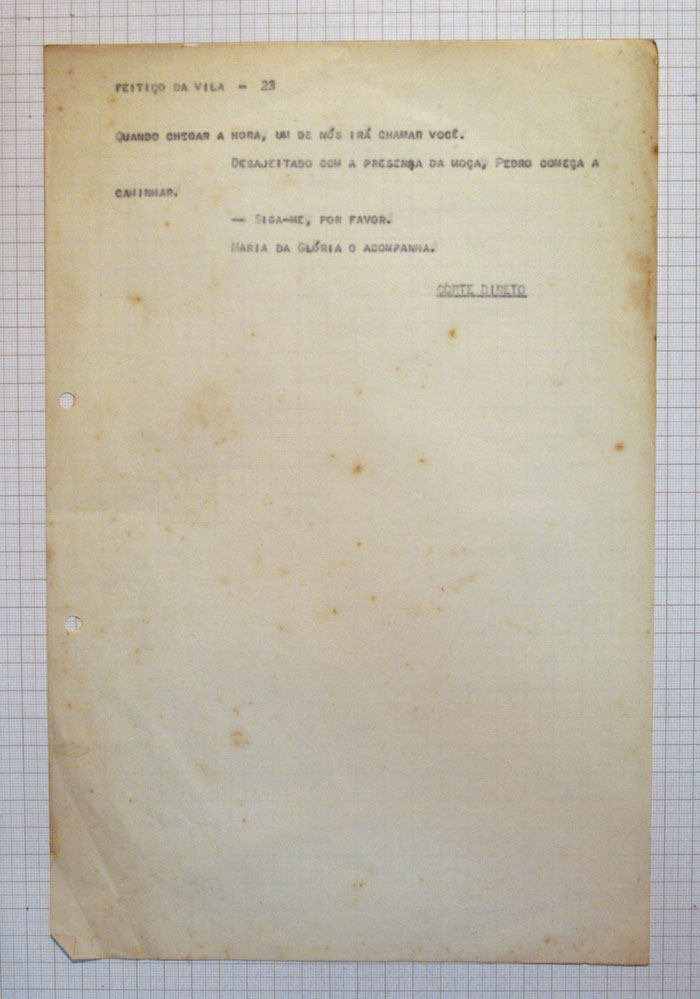 FEITIÇO DA VILA - 23
QUANDO CHEGAR A HORA, UM DE NÓS IRÁ CHAMAR VOCÊ.
DESAJEITADO COM A PRESENÇA DA MOÇA, PEDRO COMEÇA A
CAMINHAR.
— SIGA-ME, POR FAVOR.
MARIA DA GLÓRIA O ACOMPANHA.
CÔRTE DIRETO